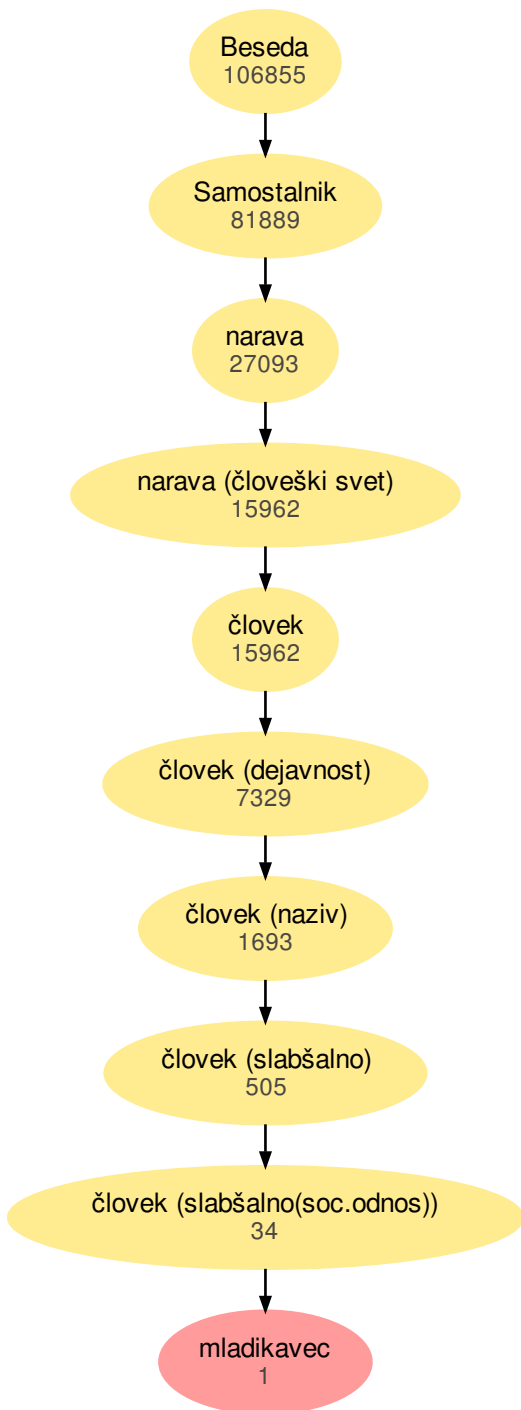 Beseda
106855
Samostalnik
81889
narava
27093
narava (človeški svet)
15962
človek
15962
človek (dejavnost)
7329
človek (naziv)
1693
človek (slabšalno)
505
človek (slabšalno(soc.odnos))
34
mladikavec
1